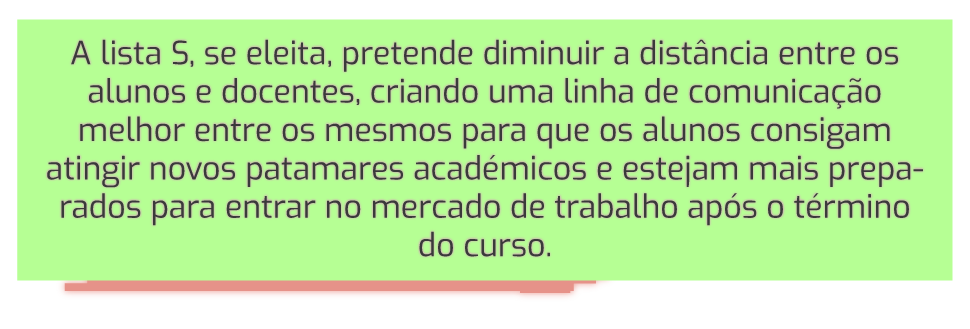 A lista S, se eleita, pretende diminuir a distância entre os
alunos e docentes, criando uma linha de comunicação
melhor entre os mesmos para que os alunos consigam
atingir novos patamares académicos e estejam mais prepa-
rados para entrar no mercado de trabalho após o término
do curso.